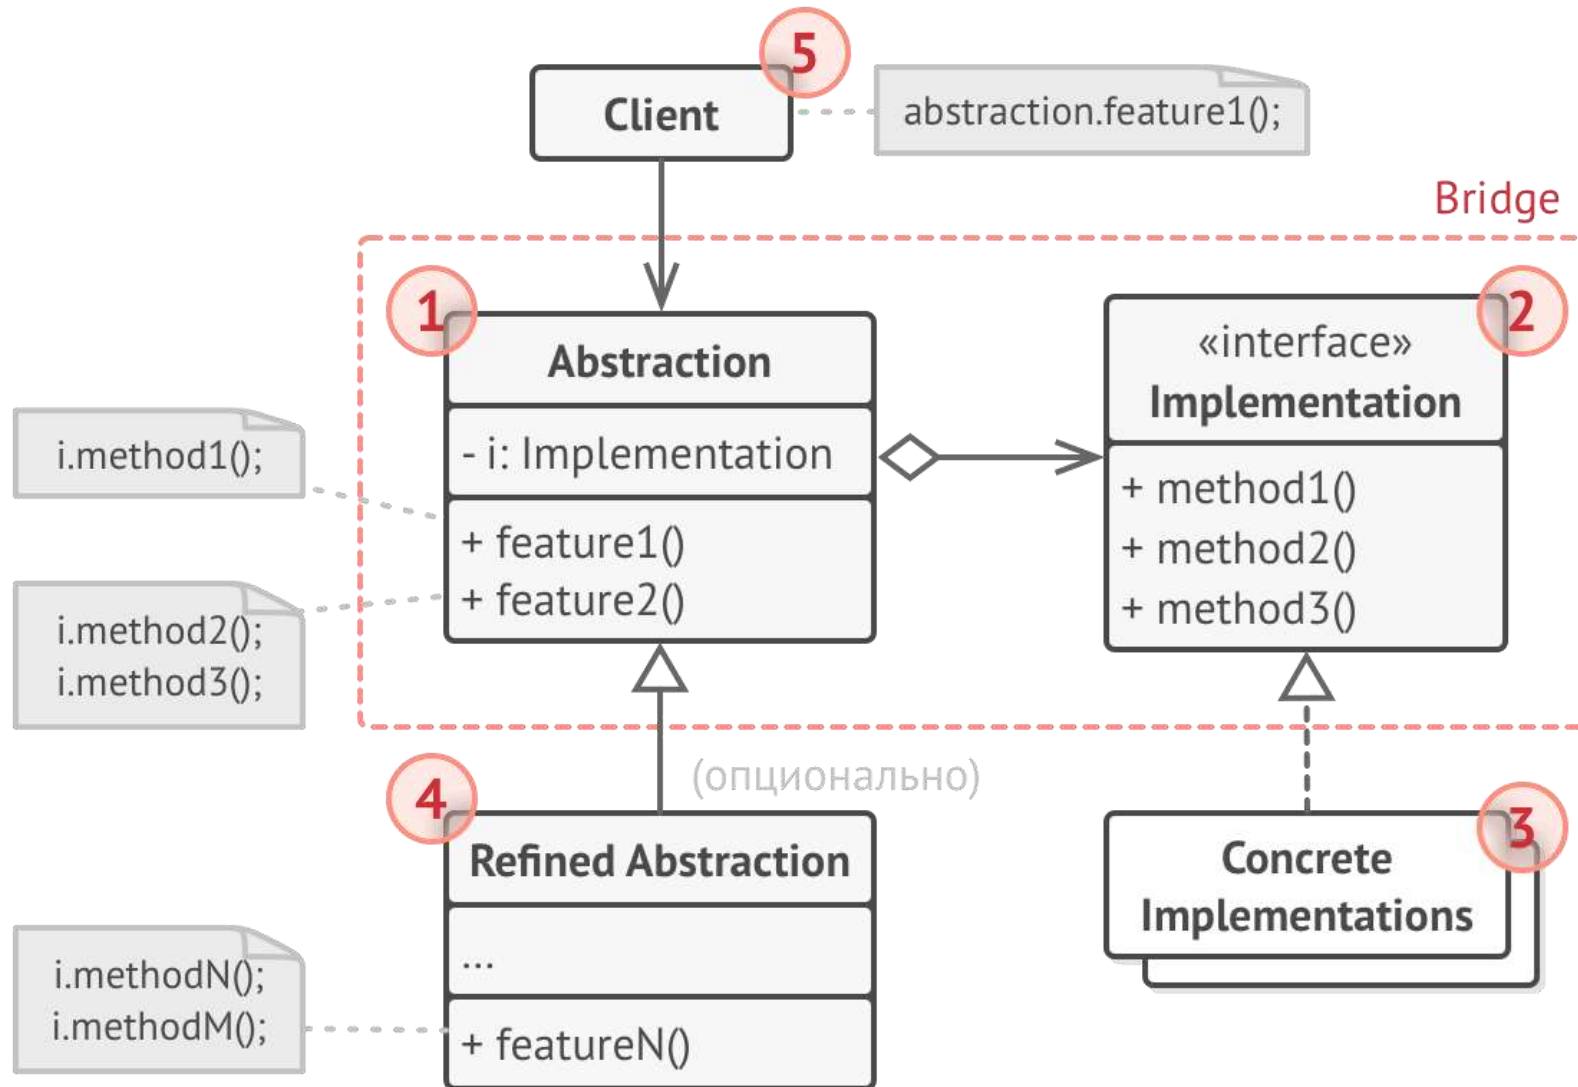 5
Client
abstraction.feature1();
Bridge
1
Abstraction
- i: Implementation
+ feature1()
+ feature2()
2
«interface»
Implementation
+ method1()
+ method2()
+ method3()
i.method1();
i.method2();
i.method3();
(опционально)
4
Refined Abstraction
...
+ featureN()
3
Concrete
Implementations
i.methodN();
i.methodM();